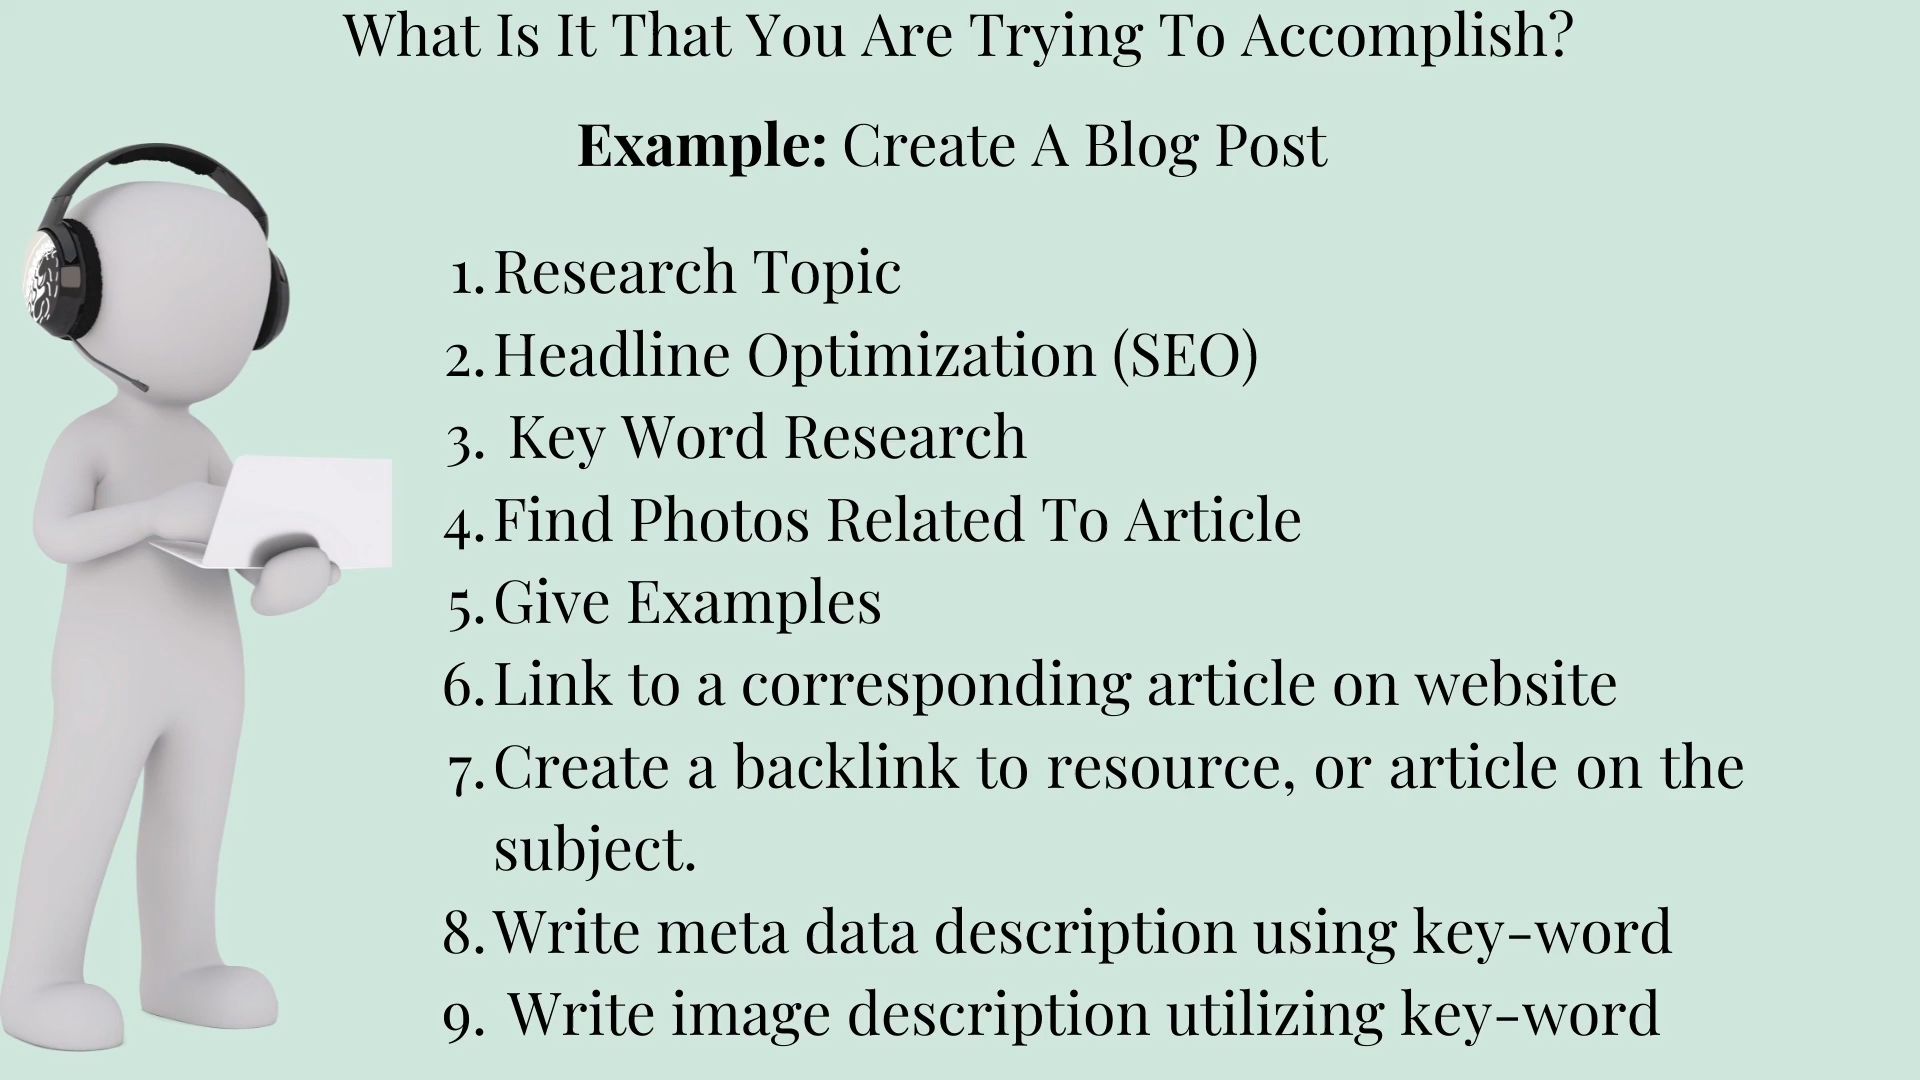 What Is It That You Are Trying To Accomplish?
Example: Create A Blog Post
1. Research Topic
2. Headline Optimization (SEO)
3. Key Word Research
4. Find Photos Related To Article
5. Give Examples
6. Link to a corresponding article on website
7. Create a backlink to resource, or article on the
subject.
8. Write meta data description using key-word
9. Write image description utilizing key-word